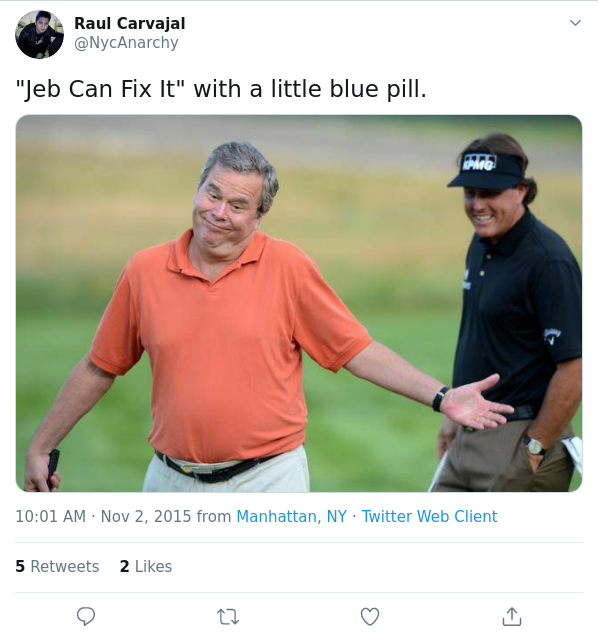 Raul Carvajal
@NycAnarchy
"Jeb Can Fix It" with a little blue pill.
KPMG
10:01 AM · Nov 2, 2015 from Manhattan, NY · Twitter Web Client
5 Retweets 2 Likes